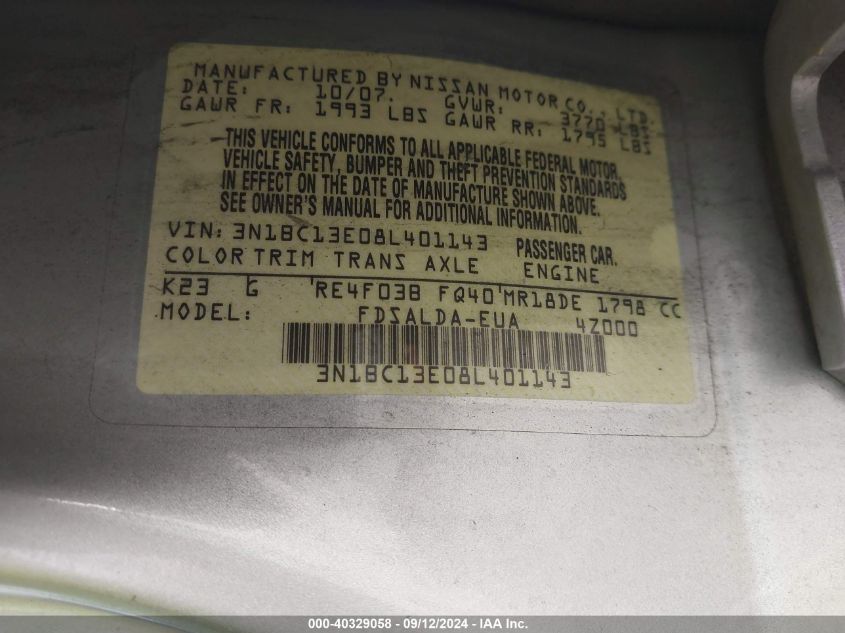 MANUFACTURED BY NISSAN MOTOR CO., LTD.
DATE: 10/07. GVWR: 3770 LBS
GAWR FR: 1993 LBS GAWR RR: 1795 LBS
THIS VEHICLE CONFORMS TO ALL APPLICABLE FEDERAL MOTOR
VEHICLE SAFETY, BUMPER AND THEFT PREVENTION STANDARDS
IN EFFECT ON THE DATE OF MANUFACTURE SHOWN ABOVE.
SEE OWNER'S MANUAL FOR ADDITIONAL INFORMATION.
VIN: 3N1BC13E08L401143 PASSENGER CAR.
COLOR TRIM TRANS AXLE ENGINE
K23 G 'RE4F03B FQ40'MR18DE 1798 CC
MODEL: FDSALDA-EUA 4Z000
3N1BC13E08L401143
000-40329058 - 09/12/2024 - IAA Inc.